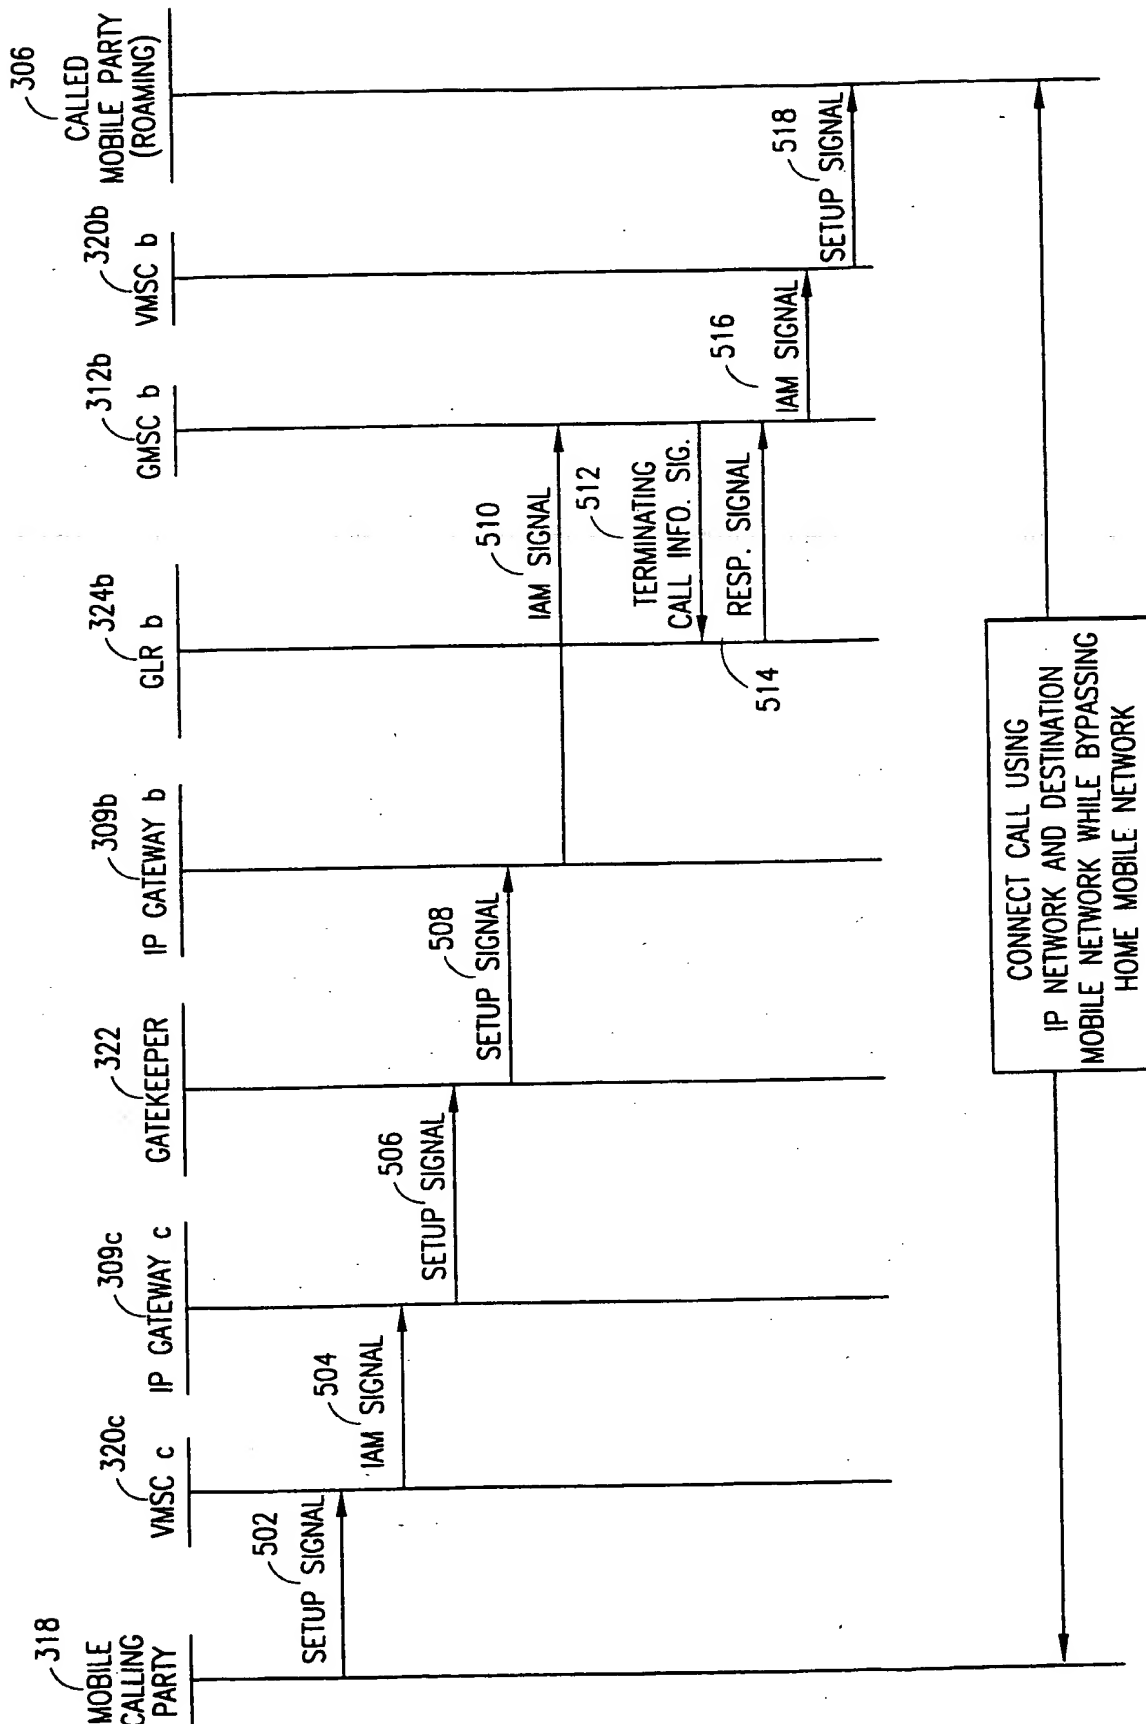 318
MOBILE
CALLING
PARTY
320c
VMSC c
309c
IP GATEWAY c
322
GATEKEEPER
309b
IP GATEWAY b
324b
GLR b
312b
GMSC b
320b
VMSC b
306
CALLED
MOBILE PARTY
(ROAMING)
502
SETUP SIGNAL
504
IAM SIGNAL
506
SETUP SIGNAL
508
SETUP SIGNAL
510
IAM SIGNAL
512
TERMINATING
CALL INFO. SIG.
RESP. SIGNAL
514
516
IAM SIGNAL
518
SETUP SIGNAL
CONNECT CALL USING
IP NETWORK AND DESTINATION
MOBILE NETWORK WHILE BYPASSING
HOME MOBILE NETWORK